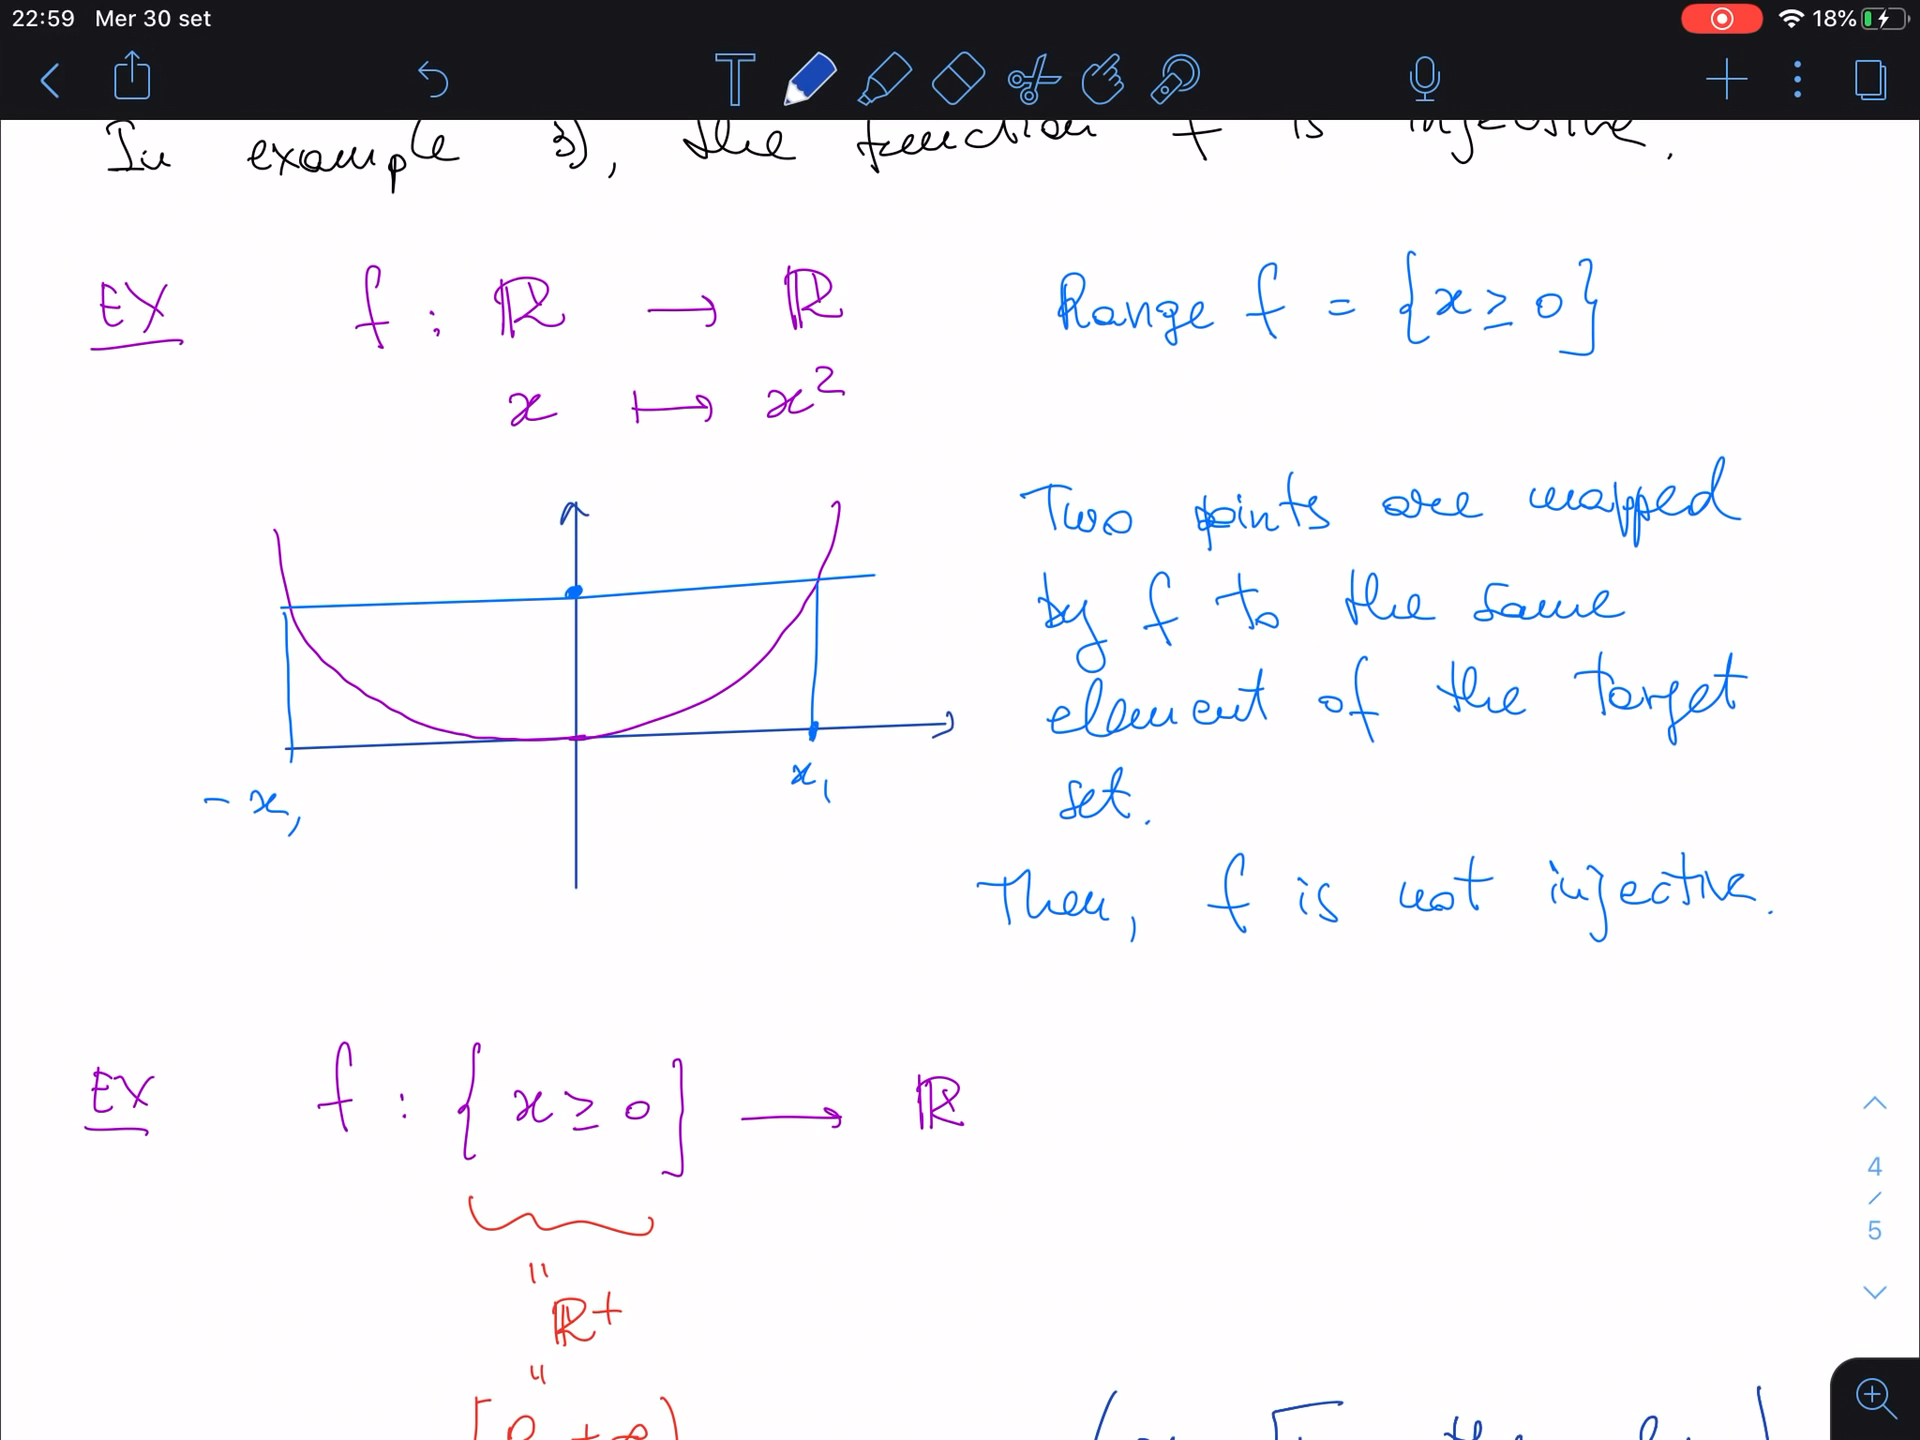 22:59 Mer 30 set 18%
In example 3), the function f is injective.
EX f : ℝ → ℝ Range f = {x ≥ 0}
x ↦ x²
Two points are mapped
by f to the same
element of the target
set.
-x₁ x₁
Then, f is not injective.
EX f : {x ≥ 0} → ℝ
"
ℝ+
"
[0, +∞)
4
/
5